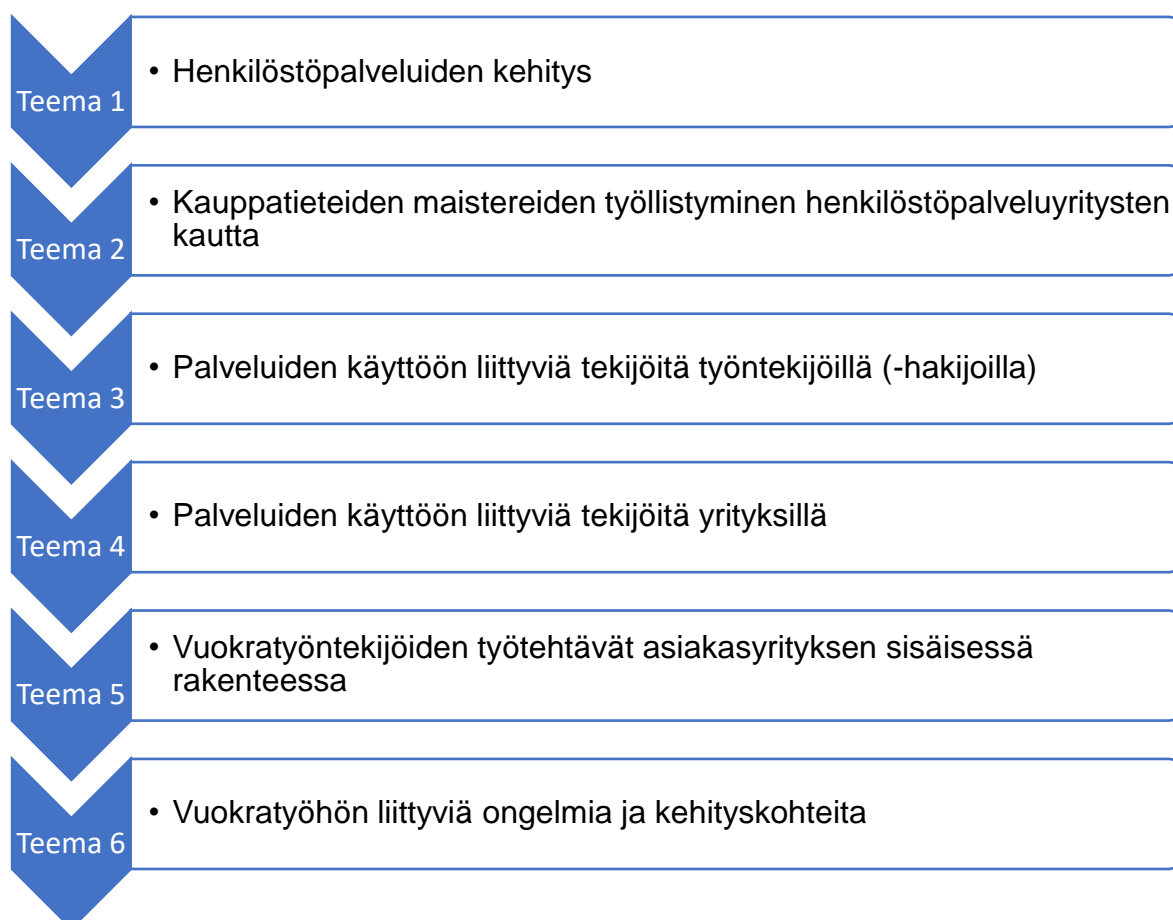 Teema 1
• Henkilöstöpalveluiden kehitys
Teema 2
• Kauppatieteiden maistereiden työllistyminen henkilöstöpalveluyritysten
kautta
Teema 3
• Palveluiden käyttöön liittyviä tekijöitä työntekijöillä (-hakijoilla)
Teema 4
• Palveluiden käyttöön liittyviä tekijöitä yrityksillä
Teema 5
• Vuokratyöntekijöiden työtehtävät asiakasyrityksen sisäisessä
rakenteessa
Teema 6
• Vuokratyöhön liittyviä ongelmia ja kehityskohteita